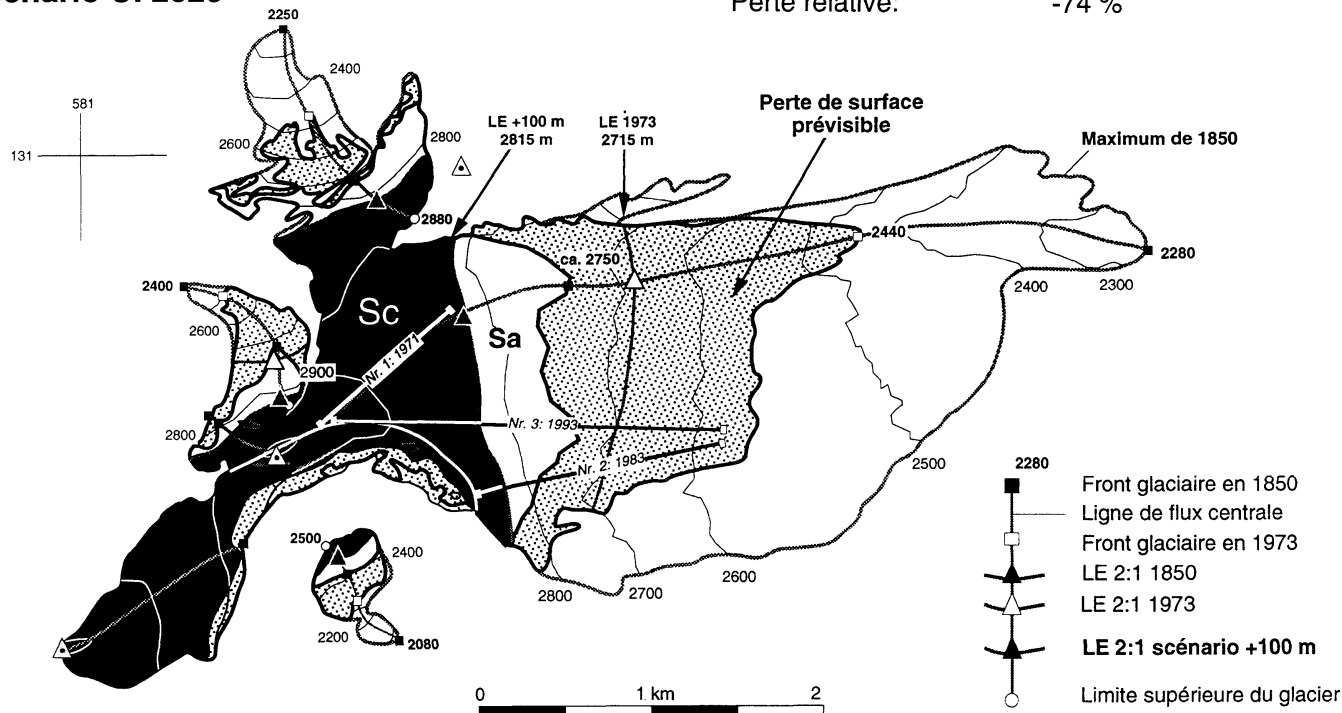 Perte relative: -74 %
2250
2400
581
131
2600
2800
LE +100 m
2815 m
LE 1973
2715 m
Perte de surface
prévisible
Maximum de 1850
2880
2440
2280
ca. 2750
2400
2300
2400
2600
Sc
Sa
Nr. 1: 1971
2900
2800
Nr. 3: 1993
Nr. 2: 1983
2500
2500
2400
2600
2700
2800
2200
2080
2280
Front glaciaire en 1850
Ligne de flux centrale
Front glaciaire en 1973
LE 2:1 1850
LE 2:1 1973
LE 2:1 scénario +100 m
Limite supérieure du glacier
0 1 km 2